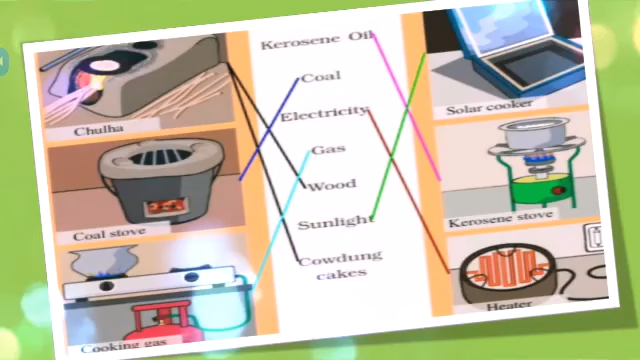 Kerosene Oil
Coal
Electricity
Gas
Wood
Sunlight
Cowdung
cakes
Chulha
Coal stove
Cooking gas
Solar cooker
Kerosene stove
Heater